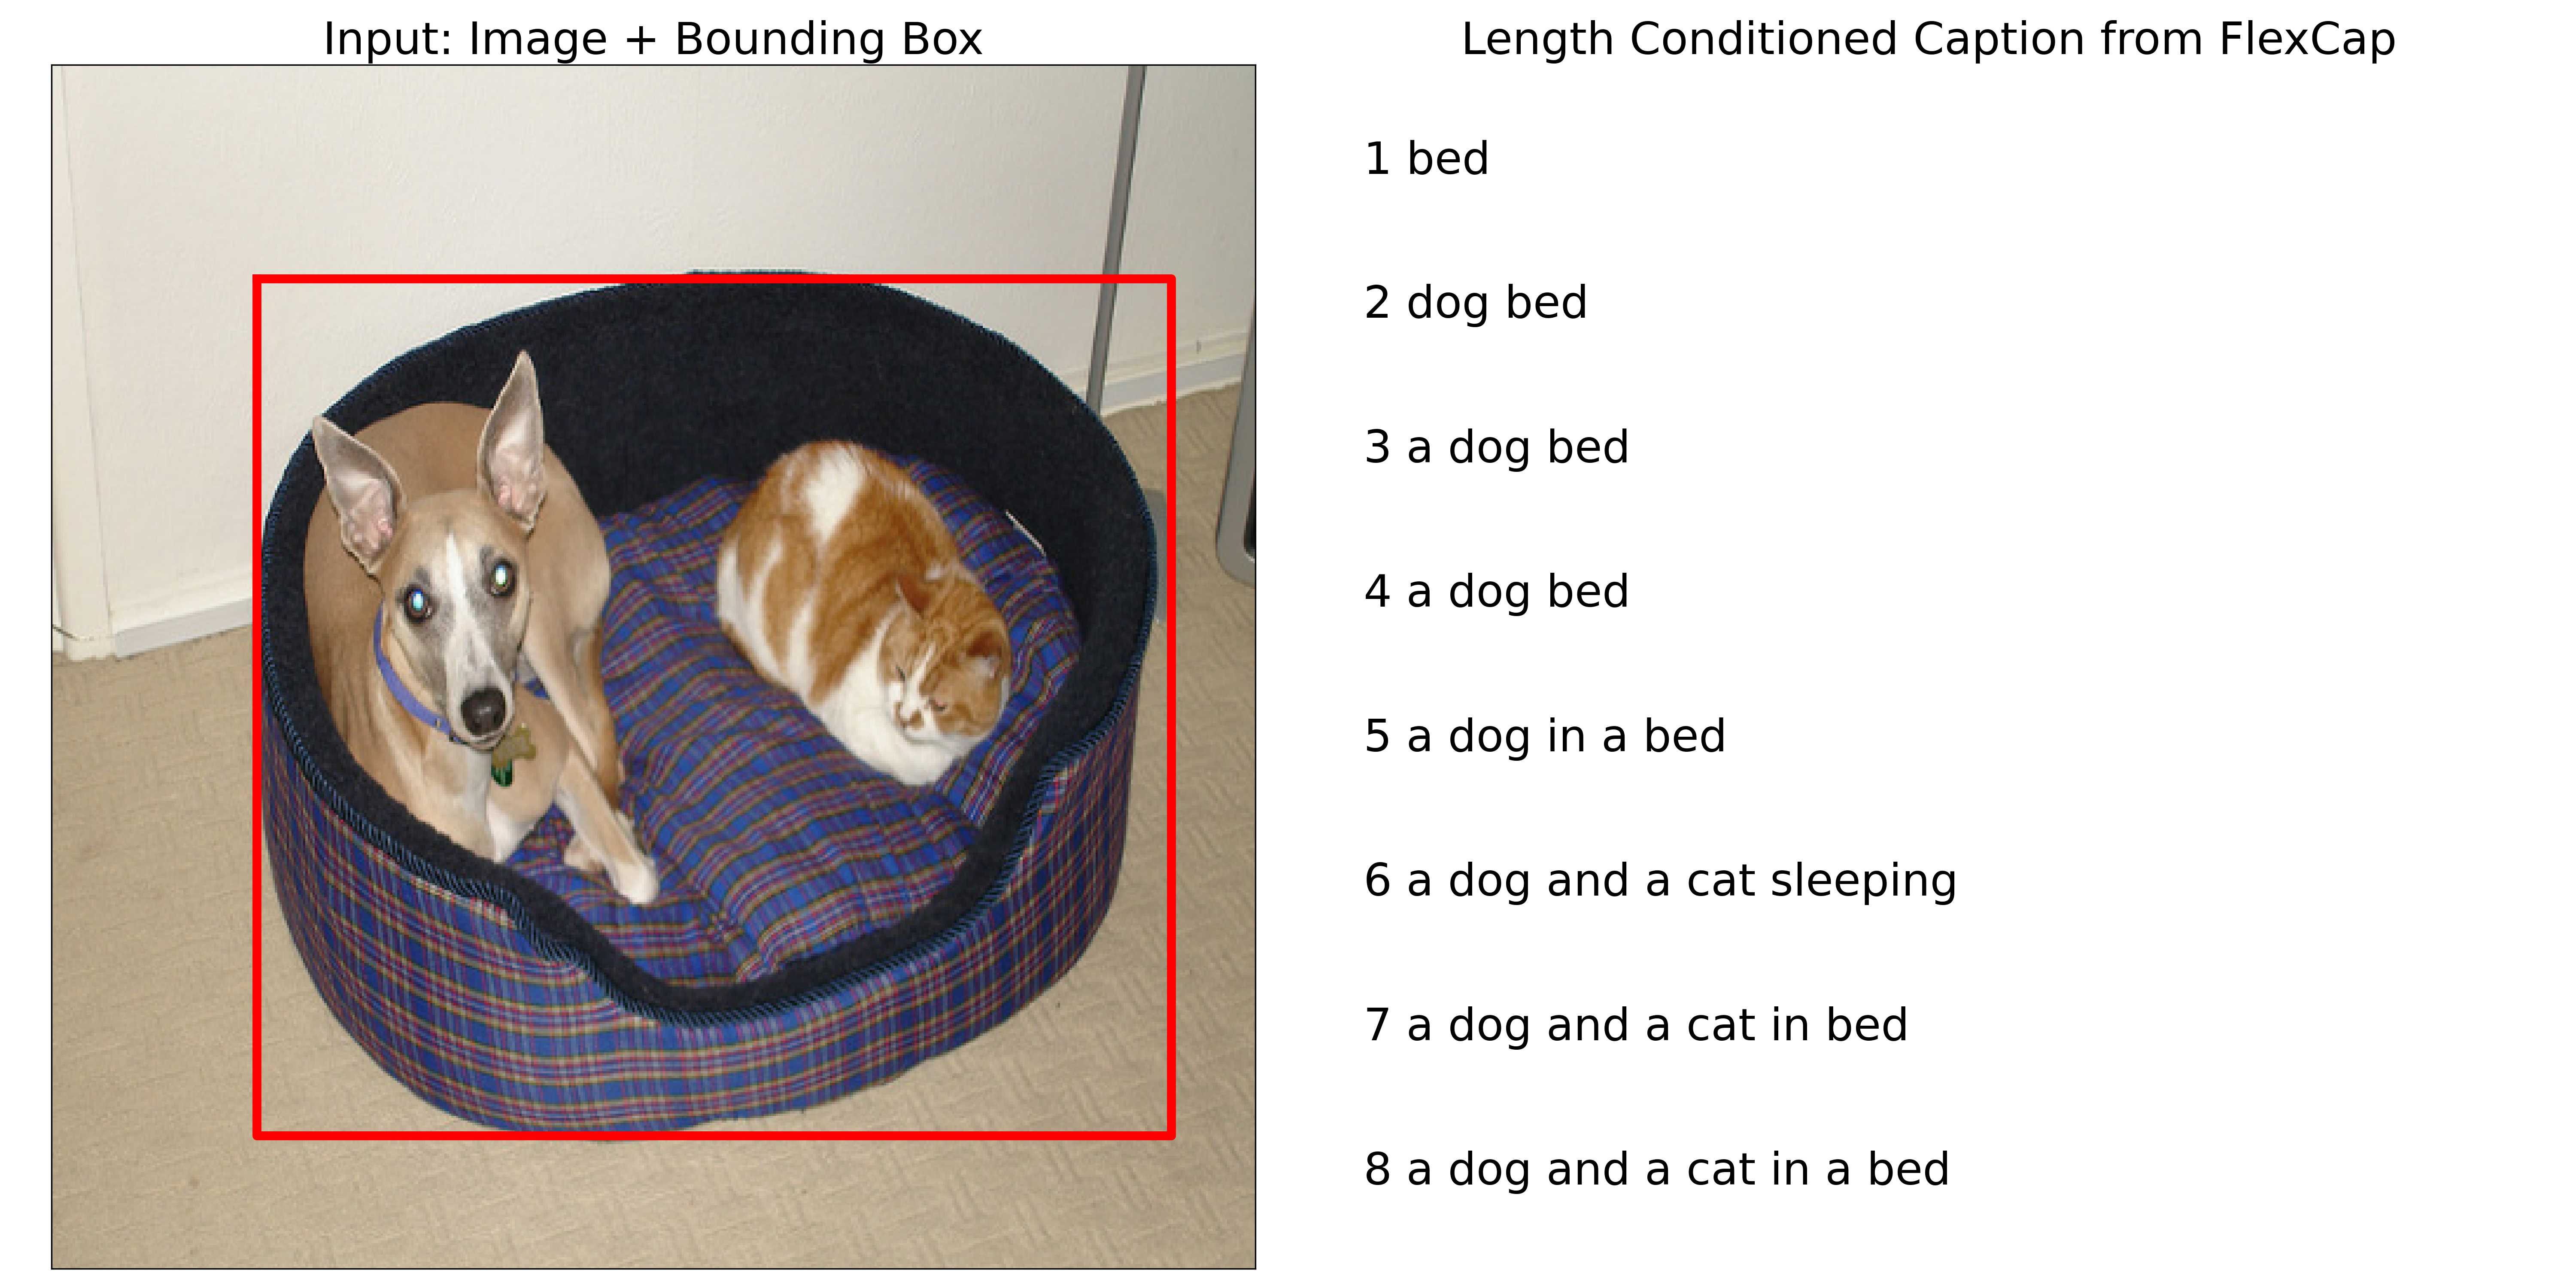 Input: Image + Bounding Box
Length Conditioned Caption from FlexCap
1 bed
2 dog bed
3 a dog bed
4 a dog bed
5 a dog in a bed
6 a dog and a cat sleeping
7 a dog and a cat in bed
8 a dog and a cat in a bed